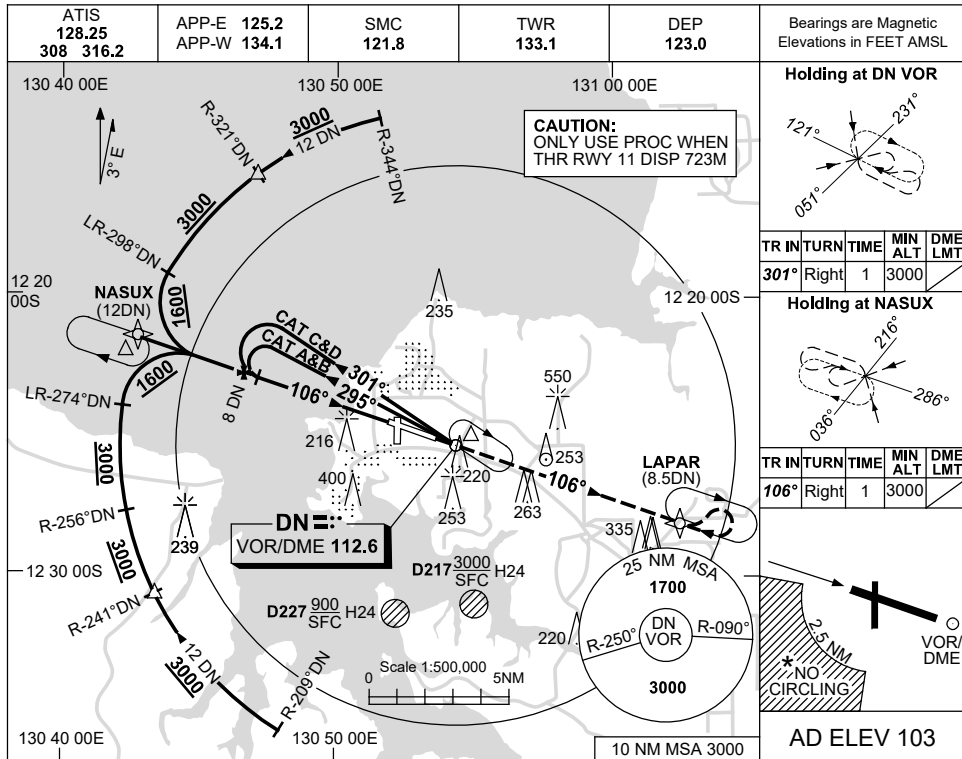 ATIS
128.25
308 316.2
APP-E 125.2
APP-W 134.1
SMC
121.8
TWR
133.1
DEP
123.0
Bearings are Magnetic
Elevations in FEET AMSL
130 40 00E
130 50 00E
131 00 00E
3° E
R-321°DN
3000
12 DN
R-344°DN
CAUTION:
ONLY USE PROC WHEN
THR RWY 11 DISP 723M
3000
LR-298°DN
12 20
00S
NASUX
(12DN)
1600
235
12 20 00S
CAT C&D
CAT A&B
301°
295°
106°
8 DN
1600
LR-274°DN
216
550
253
3000
400
220
106°
LAPAR
(8.5DN)
R-256°DN
239
DN
VOR/DME 112.6
253
263
335
3000
12 30 00S
R-241°DN
D217 3000
SFC
H24
D227 900
SFC
H24
25 NM MSA
1700
DN
VOR
R-250°
R-090°
3000
220
12 DN
3000
R-209°DN
Scale 1:500,000
0
5NM
130 40 00E
130 50 00E
10 NM MSA 3000
Holding at DN VOR
121°
231°
051°
TR IN TURN TIME MIN ALT DME LMT
301° Right 1 3000
Holding at NASUX
216°
286°
036°
TR IN TURN TIME MIN ALT DME LMT
106° Right 1 3000
2.5 NM
*NO
CIRCLING
VOR/
DME
AD ELEV 103